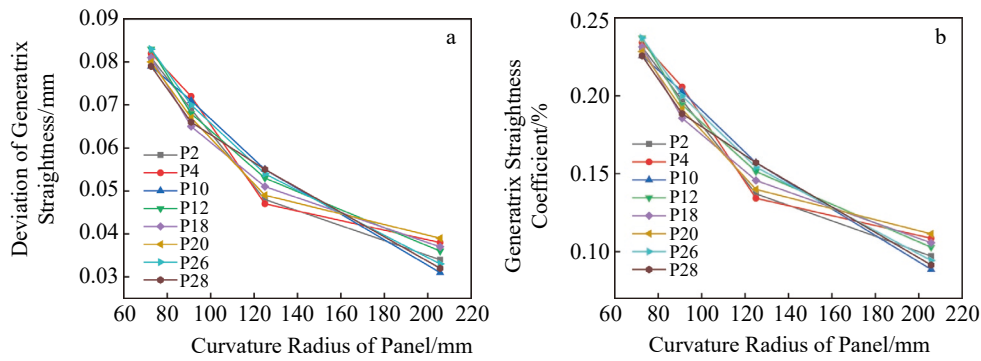 a
0.09
0.08
0.07
0.06
0.05
0.04
0.03
Deviation of Generatrix
Straightness/mm
P2
P4
P10
P12
P18
P20
P26
P28
60 80 100 120 140 160 180 200 220
Curvature Radius of Panel/mm
b
0.25
0.20
0.15
0.10
Generatrix Straightness
Coefficient/%
P2
P4
P10
P12
P18
P20
P26
P28
60 80 100 120 140 160 180 200 220
Curvature Radius of Panel/mm